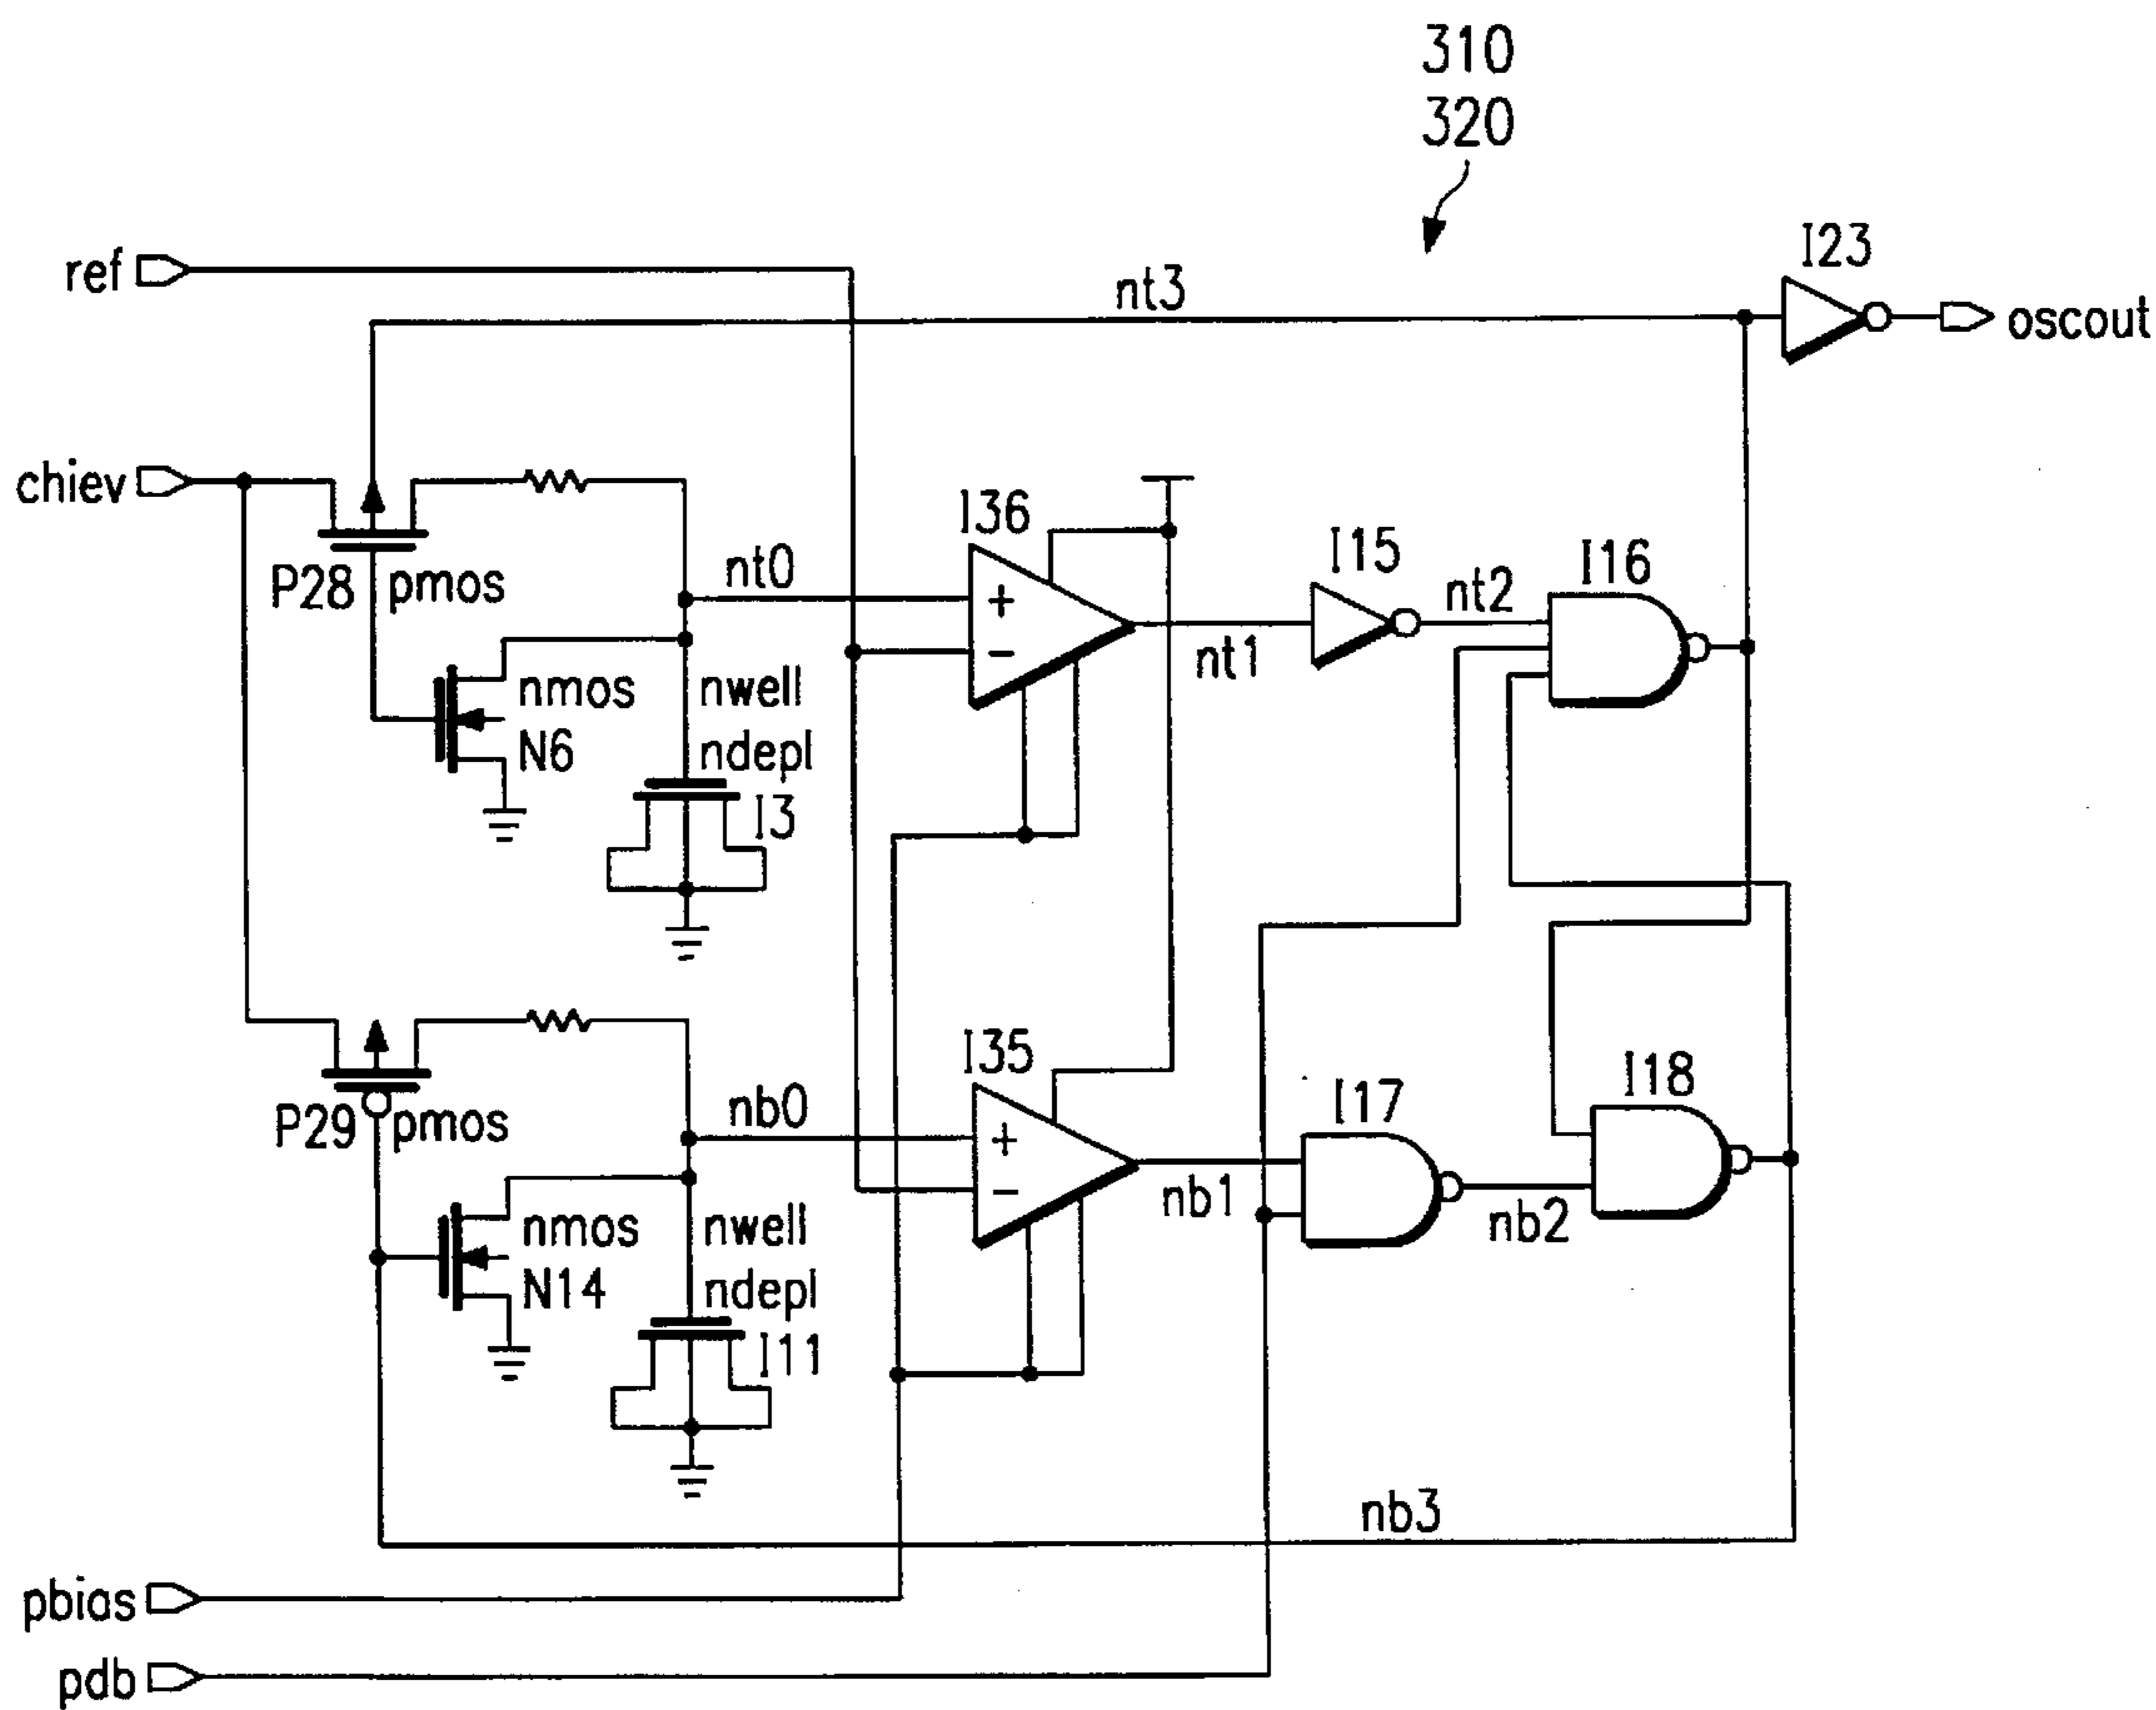 310
320
I23
ref
nt3
oscout
chiev
I36
I15
I16
nt0
nt2
P28 pmos
+
-
nt1
nmos
N6
nwell
ndepl
I3
I35
I17
I18
nb0
P29 pmos
+
-
nb1
nb2
nmos
N14
nwell
ndepl
I11
nb3
pbias
pdb